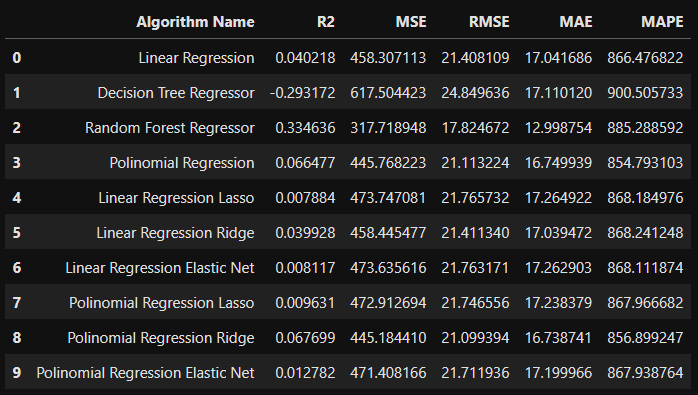 Algorithm Name R2 MSE RMSE MAE MAPE
0 Linear Regression 0.040218 458.307113 21.408109 17.041686 866.476822
1 Decision Tree Regressor -0.293172 617.504423 24.849636 17.110120 900.505733
2 Random Forest Regressor 0.334636 317.718948 17.824672 12.998754 885.288592
3 Polinomial Regression 0.066477 445.768223 21.113224 16.749939 854.793103
4 Linear Regression Lasso 0.007884 473.747081 21.765732 17.264922 868.184976
5 Linear Regression Ridge 0.039928 458.445477 21.411340 17.039472 868.241248
6 Linear Regression Elastic Net 0.008117 473.635616 21.763171 17.262903 868.111874
7 Polinomial Regression Lasso 0.009631 472.912694 21.746556 17.238379 867.966682
8 Polinomial Regression Ridge 0.067699 445.184410 21.099394 16.738741 856.899247
9 Polinomial Regression Elastic Net 0.012782 471.408166 21.711936 17.199966 867.938764